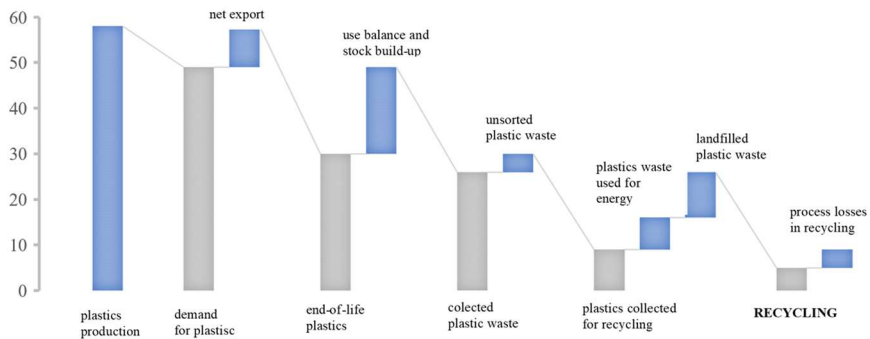 60
50
40
30
20
10
0
net export
use balance and
stock build-up
unsorted
plastic waste
plastics waste
used for
energy
landfilled
plastic waste
process losses
in recycling
plastics
production
demand
for plastisc
end-of-life
plastics
colected
plastic waste
plastics collected
for recycling
RECYCLING